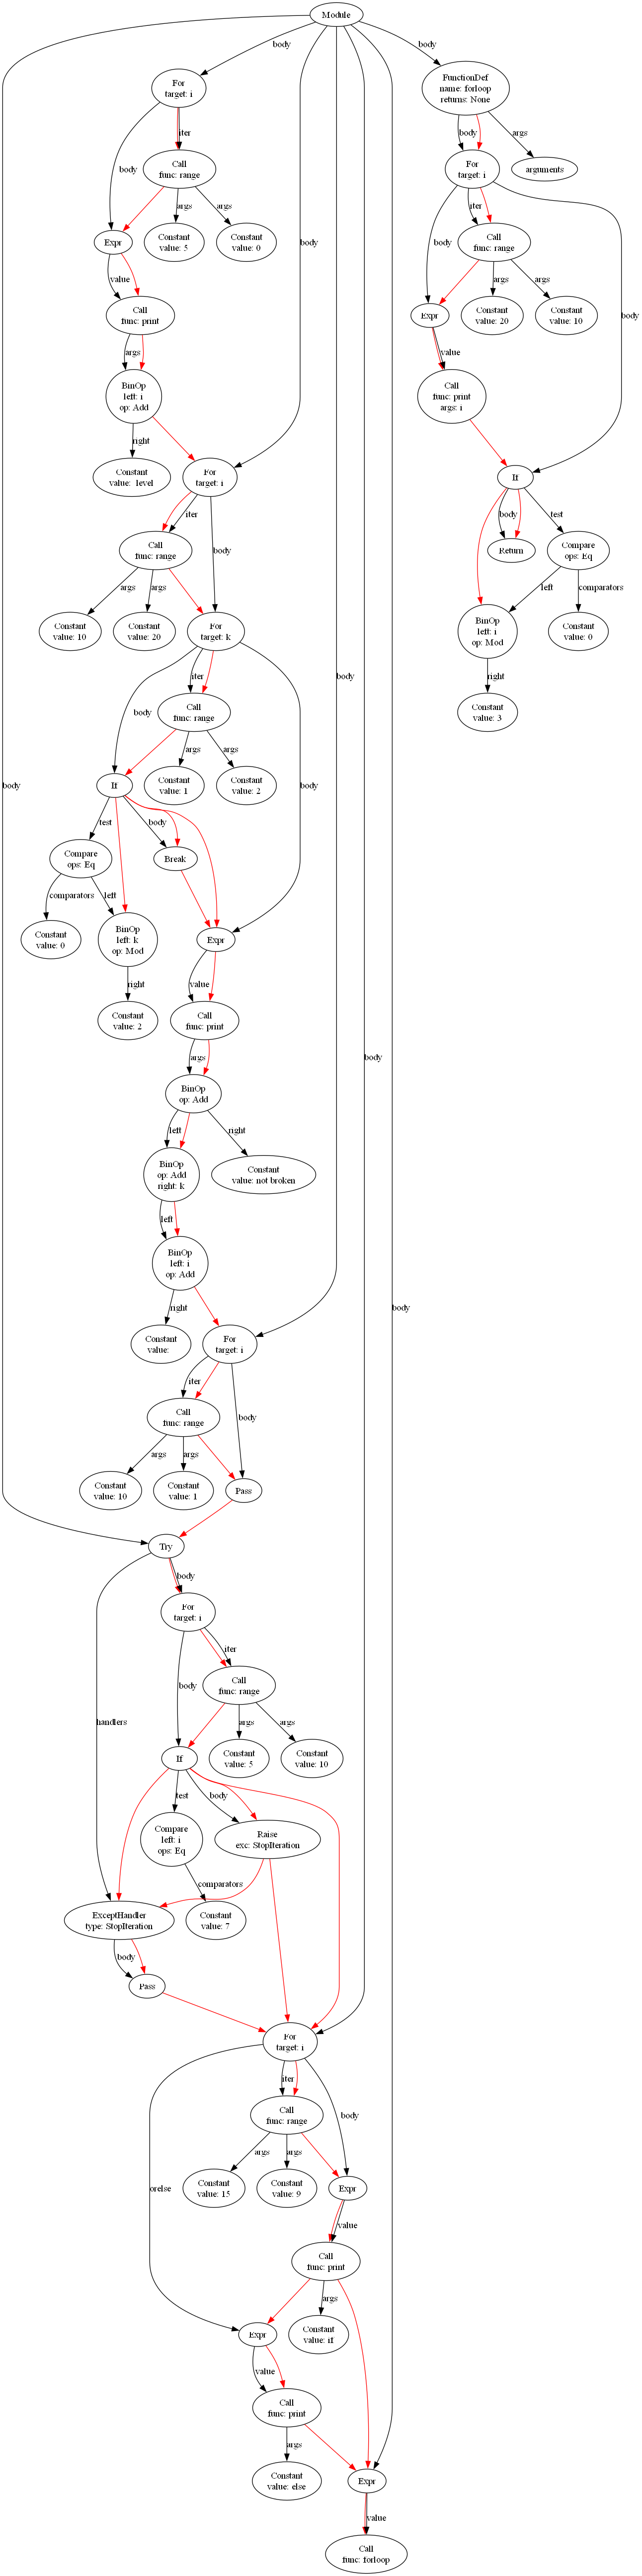 Module
body
body
For
target: i
FunctionDef
name: forloop
returns: None
iter
body
args
Call
func: range
For
target: i
arguments
body
args
args
iter
Expr
Constant
value: 5
Constant
value: 0
body
body
Call
func: range
value
args
args
Call
func: print
Expr
Constant
value: 20
Constant
value: 10
body
args
value
BinOp
left: i
op: Add
Call
func: print
args: i
right
Constant
value:  level
For
target: i
If
iter
body
test
Call
func: range
body
Return
Compare
ops: Eq
args
args
left
comparators
Constant
value: 10
Constant
value: 20
For
target: k
BinOp
left: i
op: Mod
Constant
value: 0
iter
body
right
body
Call
func: range
Constant
value: 3
args
args
body
If
Constant
value: 1
Constant
value: 2
body
test
body
Compare
ops: Eq
Break
comparators
left
Constant
value: 0
BinOp
left: k
op: Mod
Expr
right
value
Constant
value: 2
Call
func: print
args
body
BinOp
op: Add
left
right
BinOp
op: Add
right: k
Constant
value: not broken
left
BinOp
left: i
op: Add
body
right
Constant
value:
For
target: i
iter
body
Call
func: range
args
args
Constant
value: 10
Constant
value: 1
Pass
Try
body
For
target: i
iter
body
handlers
Call
func: range
args
args
If
Constant
value: 5
Constant
value: 10
test
body
Compare
left: i
ops: Eq
Raise
exc: StopIteration
comparators
ExceptHandler
type: StopIteration
Constant
value: 7
body
Pass
For
target: i
iter
body
Call
func: range
args
args
orelse
Constant
value: 15
Constant
value: 9
Expr
value
Call
func: print
args
Expr
Constant
value: if
value
Call
func: print
args
Constant
value: else
Expr
value
Call
func: forloop